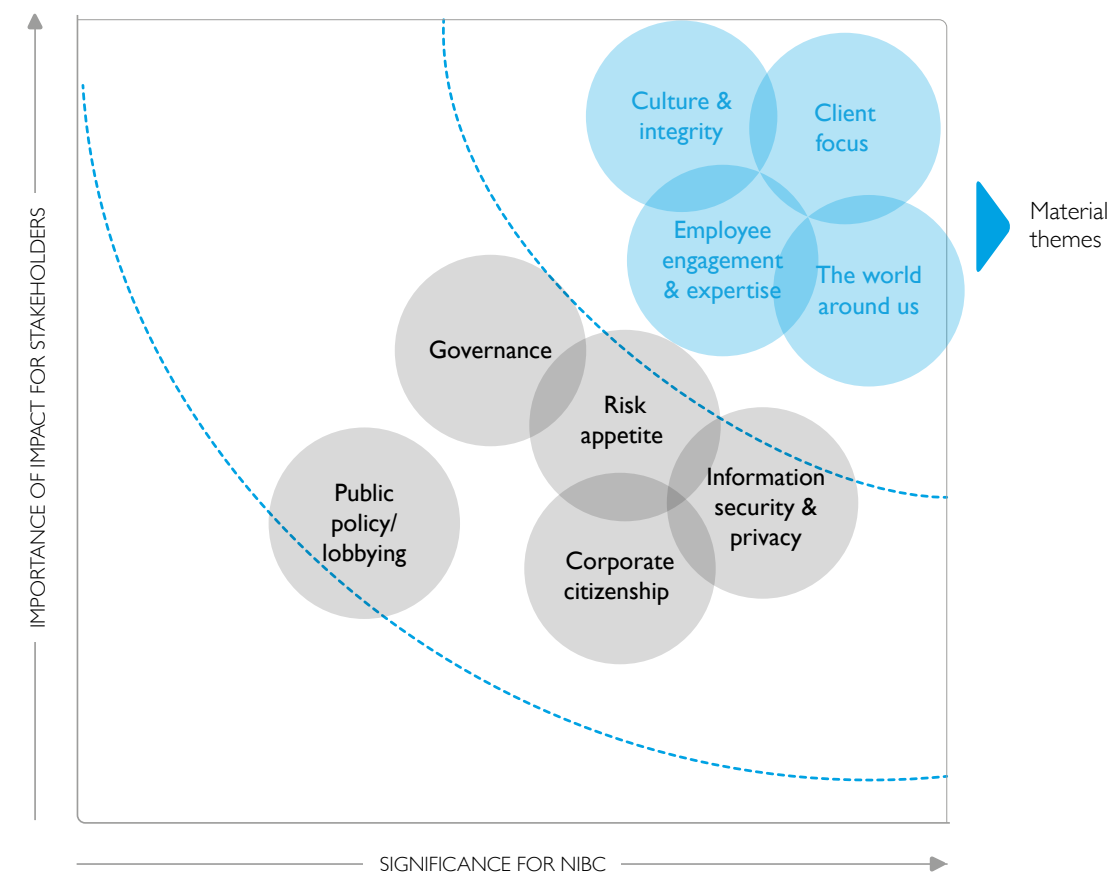 IMPORTANCE OF IMPACT FOR STAKEHOLDERS
Culture &
integrity
Client
focus
Employee
engagement
& expertise
The world
around us
Material
themes
Governance
Risk
appetite
Information
security &
privacy
Public
policy/
lobbying
Corporate
citizenship
SIGNIFICANCE FOR NIBC